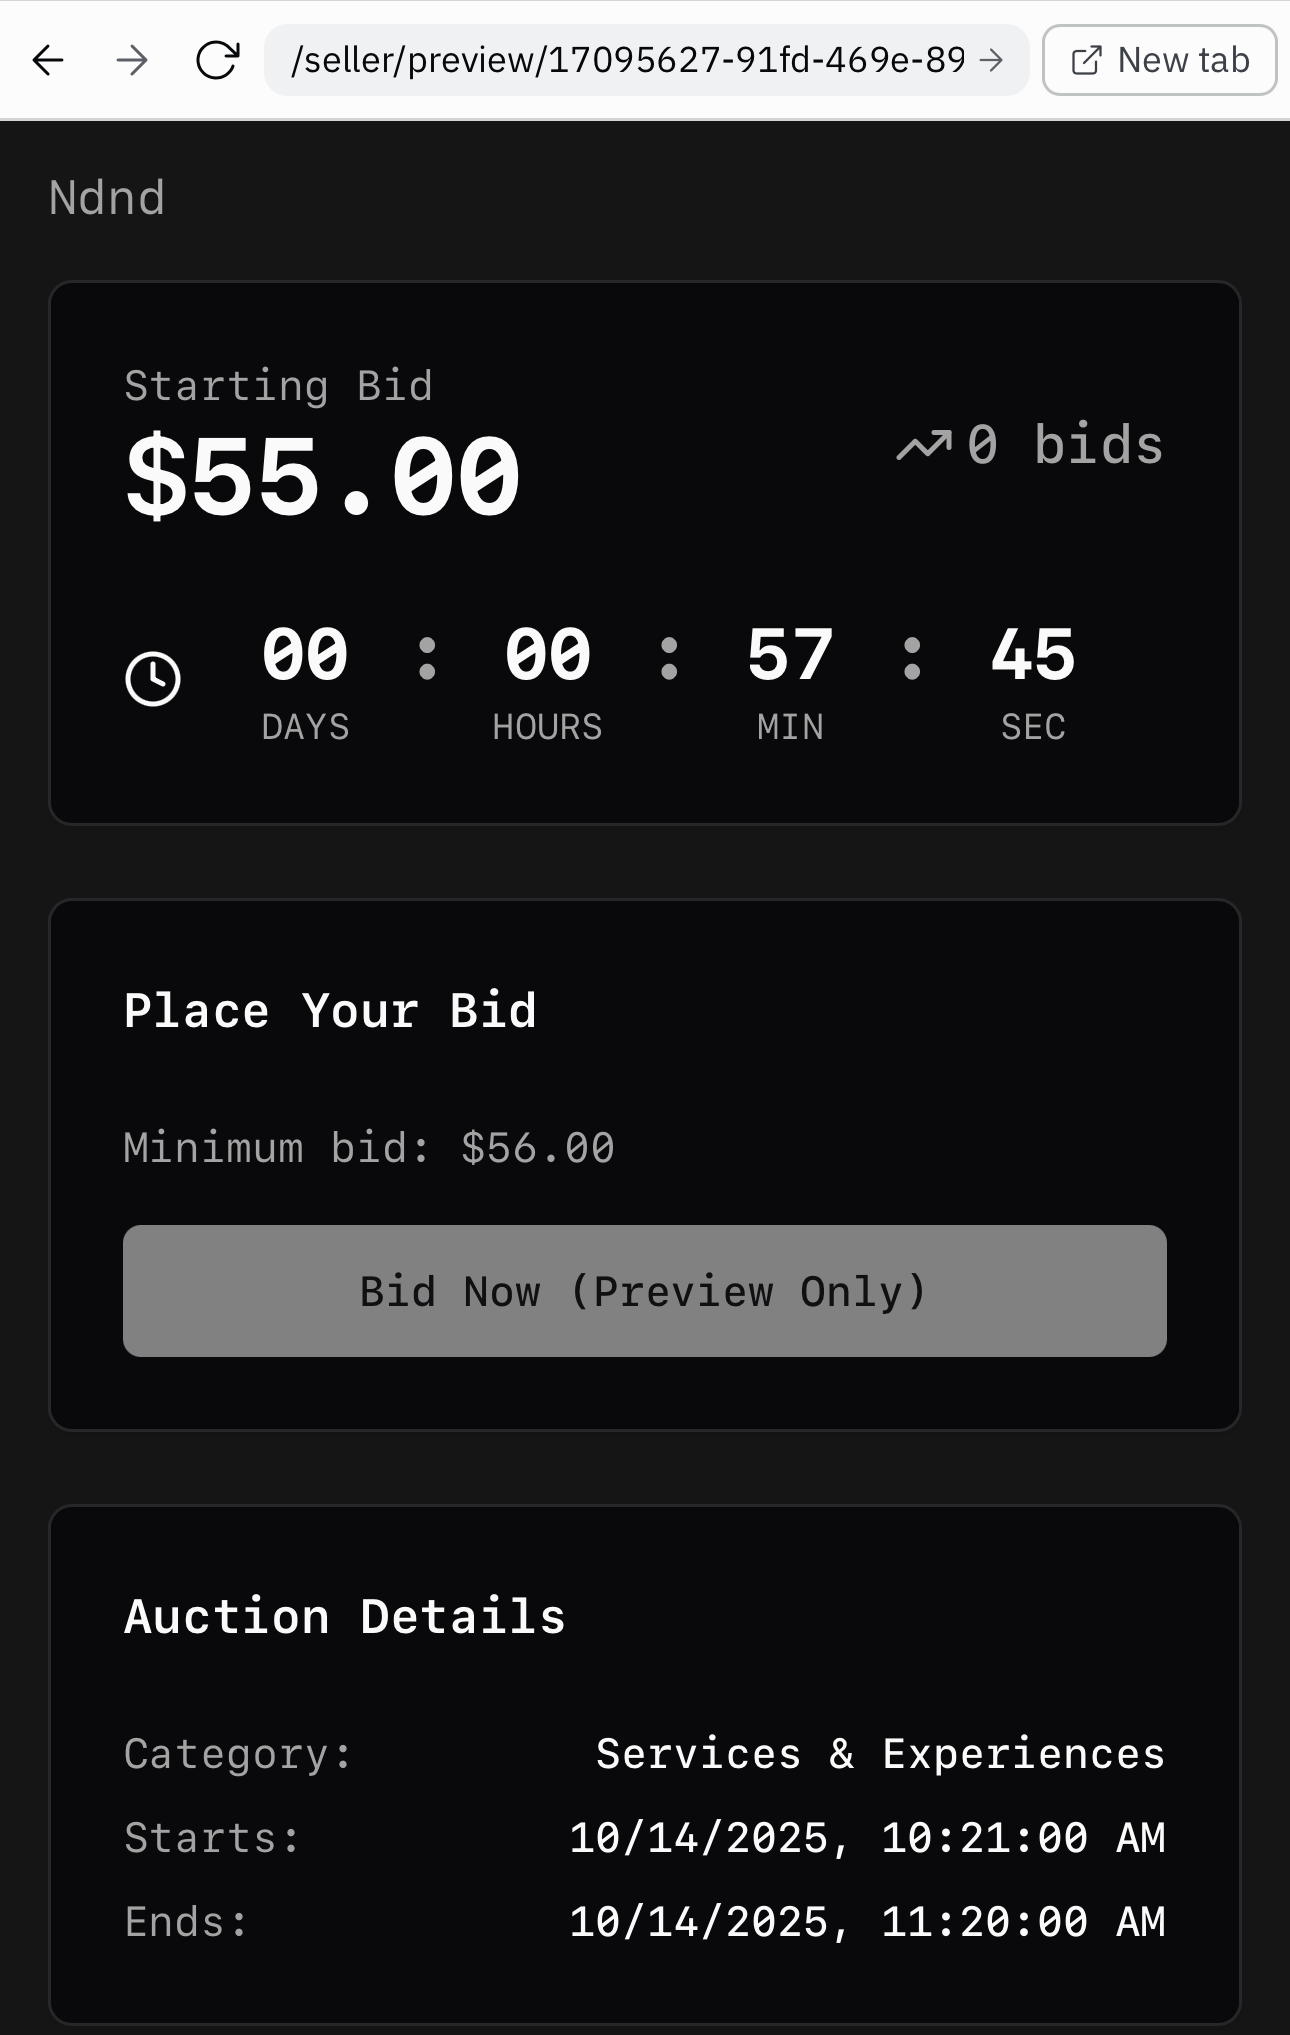 /seller/preview/17095627-91fd-469e-89
New tab
Ndnd
Starting Bid
$55.00
0 bids
00 : 00 : 57 : 45
DAYS HOURS MIN SEC
Place Your Bid
Minimum bid: $56.00
Bid Now (Preview Only)
Auction Details
Category: Services & Experiences
Starts: 10/14/2025, 10:21:00 AM
Ends: 10/14/2025, 11:20:00 AM